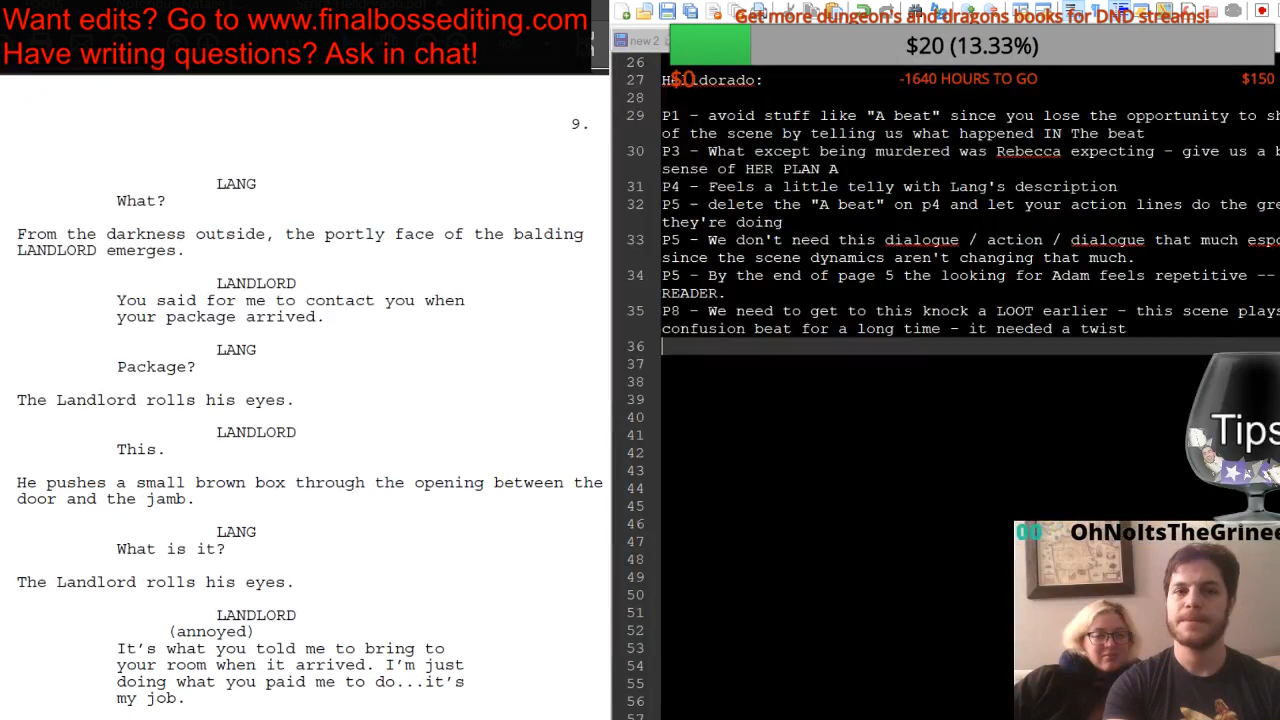 Want edits? Go to www.finalbossediting.com
Have writing questions? Ask in chat!
9.
LANG
What?
From the darkness outside, the portly face of the balding
LANDLORD emerges.
LANDLORD
You said for me to contact you when
your package arrived.
LANG
Package?
The Landlord rolls his eyes.
LANDLORD
This.
He pushes a small brown box through the opening between the
door and the jamb.
LANG
What is it?
The Landlord rolls his eyes.
LANDLORD
(annoyed)
It's what you told me to bring to
your room when it arrived. I'm just
doing what you paid me to do...it's
my job.
Get more dungeon's and dragons books for DND streams!
new 2
$20 (13.33%)
$0
-1640 HOURS TO GO
$150
26
27
28
29 P1 - avoid stuff like "A beat" since you lose the opportunity to
of the scene by telling us what happened IN The beat
30 P3 - What except being murdered was Rebecca expecting - give us a
sense of HER PLAN A
31 P4 - Feels a little telly with Lang's description
32 P5 - delete the "A beat" on p4 and let your action lines do the
they're doing
33 P5 - We don't need this dialogue / action / dialogue that much
since the scene dynamics aren't changing that much.
34 P5 - By the end of page 5 the looking for Adam feels repetitive --
READER.
35 P8 - We need to get to this knock a LOOT earlier - this scene plays
confusion beat for a long time - it needed a twist
36
37
38
39
40
41
42
43
44
45
46
47
48
49
50
51
52
53
54
55
56
Tips
00 OhNoItsTheGrinee